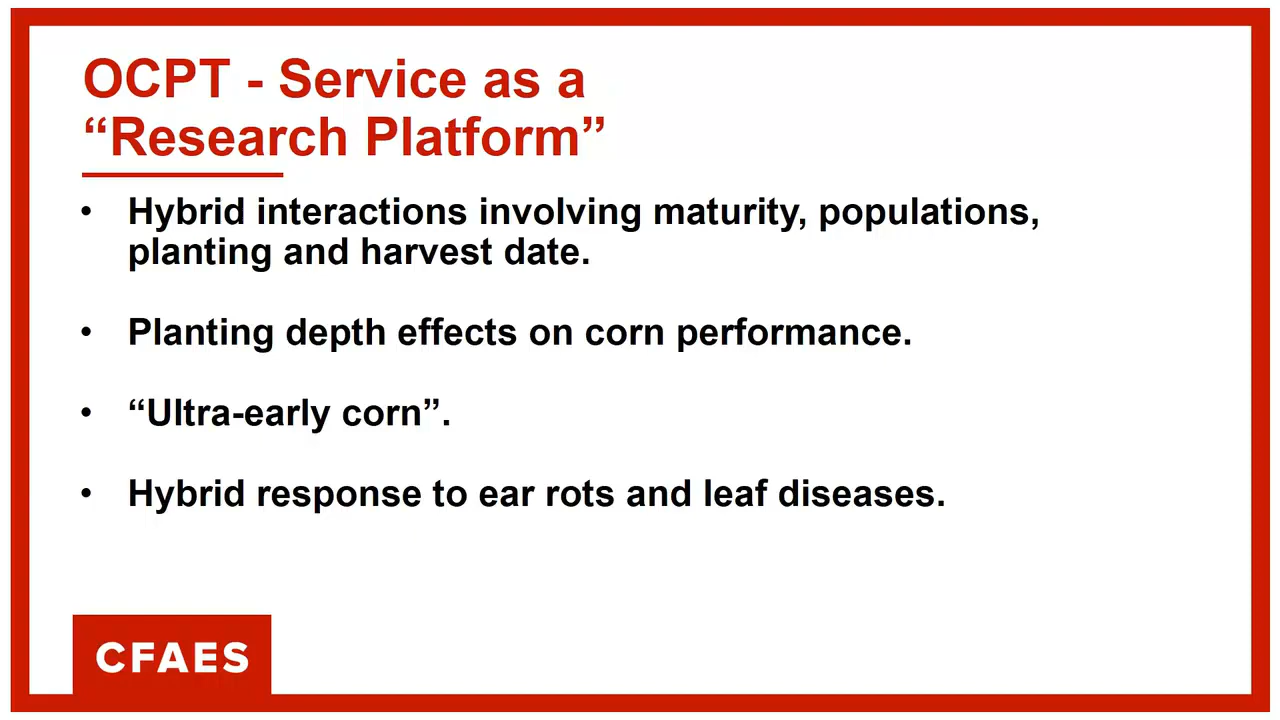 OCPT - Service as a
“Research Platform”
• Hybrid interactions involving maturity, populations,
planting and harvest date.
• Planting depth effects on corn performance.
• “Ultra-early corn”.
• Hybrid response to ear rots and leaf diseases.
CFAES